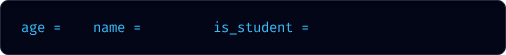 age =    name =         is_student =